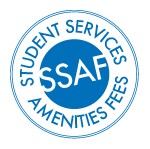 STUDENT SERVICES
SSAF
AMENITIES FEES